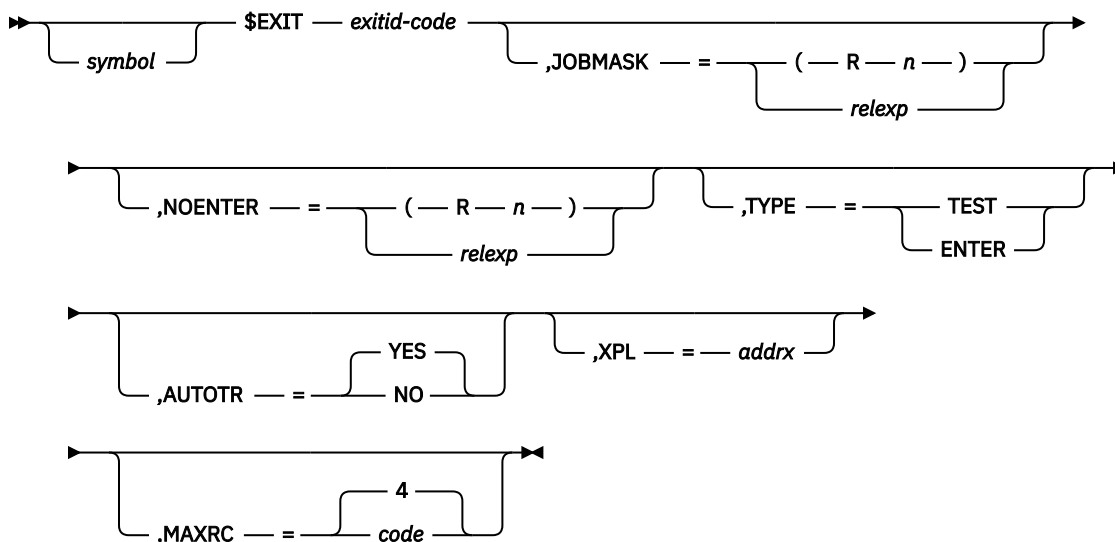 $EXIT exitid-code
symbol
,JOBMASK = ( R n )
relexp
,NOENTER = ( R n )
relexp
,TYPE = TEST
ENTER
,AUTOTR = YES
NO
,XPL = addrx
.MAXRC = 4
code